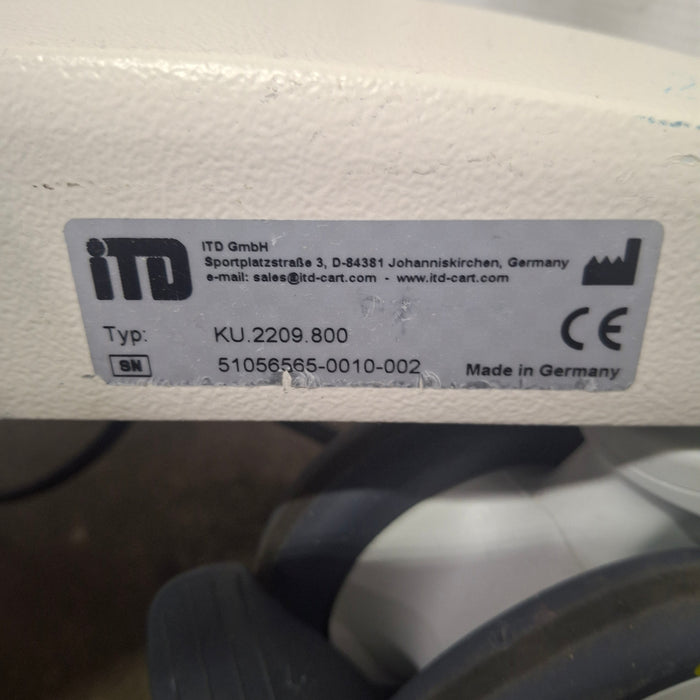 iTD
ITD GmbH
Sportplatzstraße 3, D-84381 Johanniskirchen, Germany
e-mail: sales@itd-cart.com - www.itd-cart.com
Typ: KU.2209.800
CE
SN 51056565-0010-002
Made in Germany